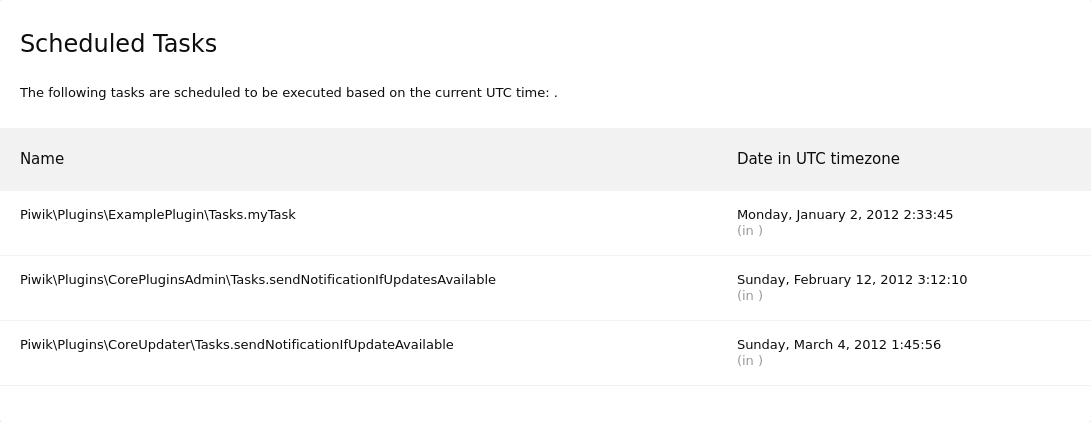 Scheduled Tasks
The following tasks are scheduled to be executed based on the current UTC time: .
Name Date in UTC timezone
Piwik\Plugins\ExamplePlugin\Tasks.myTask Monday, January 2, 2012 2:33:45
(in )
Piwik\Plugins\CorePluginsAdmin\Tasks.sendNotificationIfUpdatesAvailable Sunday, February 12, 2012 3:12:10
(in )
Piwik\Plugins\CoreUpdater\Tasks.sendNotificationIfUpdateAvailable Sunday, March 4, 2012 1:45:56
(in )